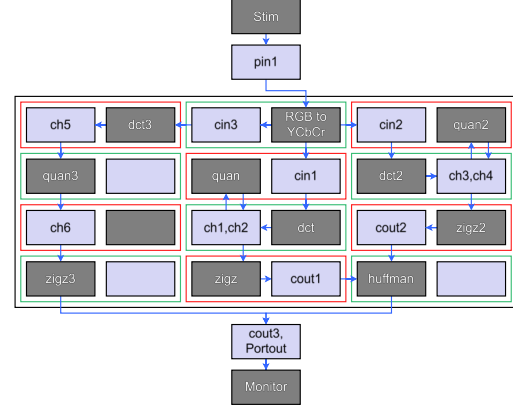 Stim
pin1
ch5
dct3
cin3
RGB to
YCbCr
cin2
quan2
quan3
quan
cin1
dct2
ch3,ch4
ch6
ch1,ch2
dct
cout2
zigz2
zigz3
zigz
cout1
huffman
cout3,
Portout
Monitor